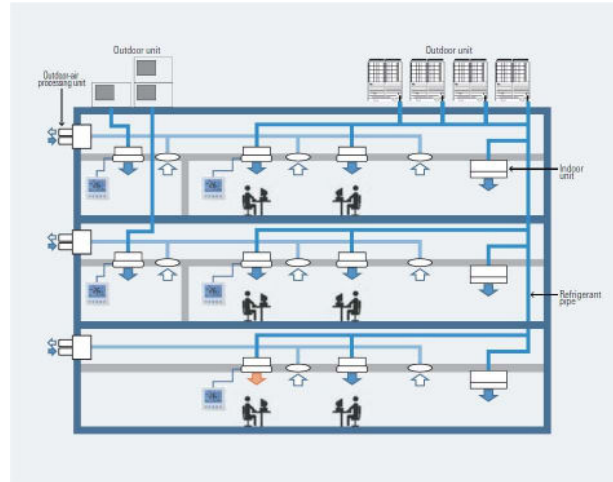 Outdoor unit
Outdoor unit
Outdoor-air
processing unit
Indoor
unit
Refrigerant
pipe